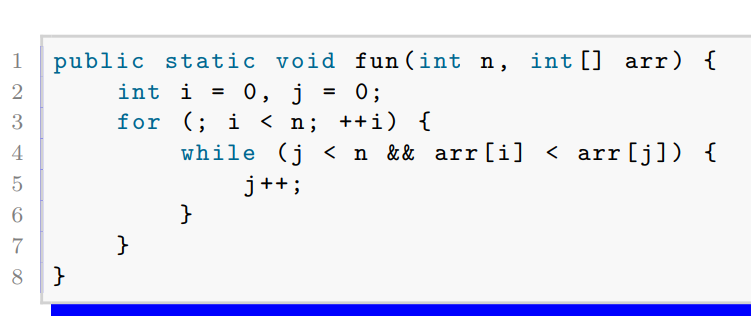 1 public static void fun(int n, int[] arr) {
2     int i = 0, j = 0;
3     for (; i < n; ++i) {
4         while (j < n && arr[i] < arr[j]) {
5             j++;
6         }
7     }
8 }